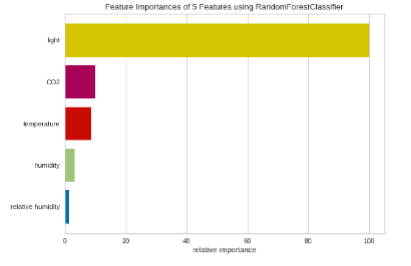 Feature Importances of 5 Features using RandomForestClassifier
light
CO2
temperature
humidity
relative humidity
0 20 40 60 80 100
relative importance